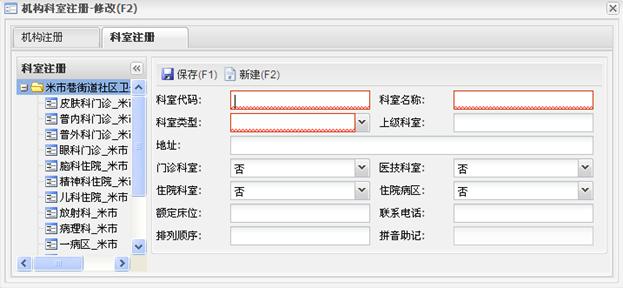 机构科室注册-修改(F2)
机构注册 科室注册
科室注册
米市巷街道社区卫
皮肤科门诊_米市
普内科门诊_米市
普外科门诊_米市
眼科门诊_米市
脑科住院_米市
精神科住院_米市
儿科住院_米市
放射科_米市
病理科_米市
一病区_米市
保存(F1) 新建(F2)
科室代码: 科室名称:
科室类型: 上级科室:
地址:
门诊科室: 否 医技科室: 否
住院科室: 否 住院病区: 否
额定床位: 联系电话:
排列顺序: 拼音助记: